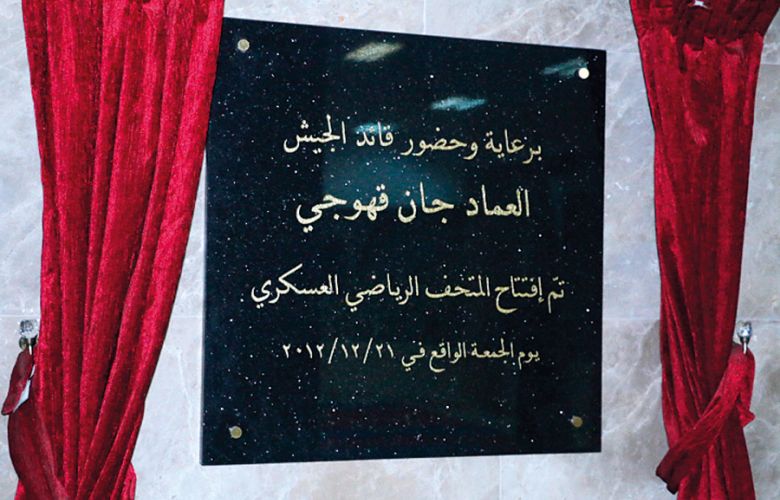 برعاية وحضور قائد الجيش
العماد جان قهوجي
تمّ إفتتاح المتحف الرياضي العسكري
يوم الجمعة الواقع في ٢٠١٢/١٢/٢١